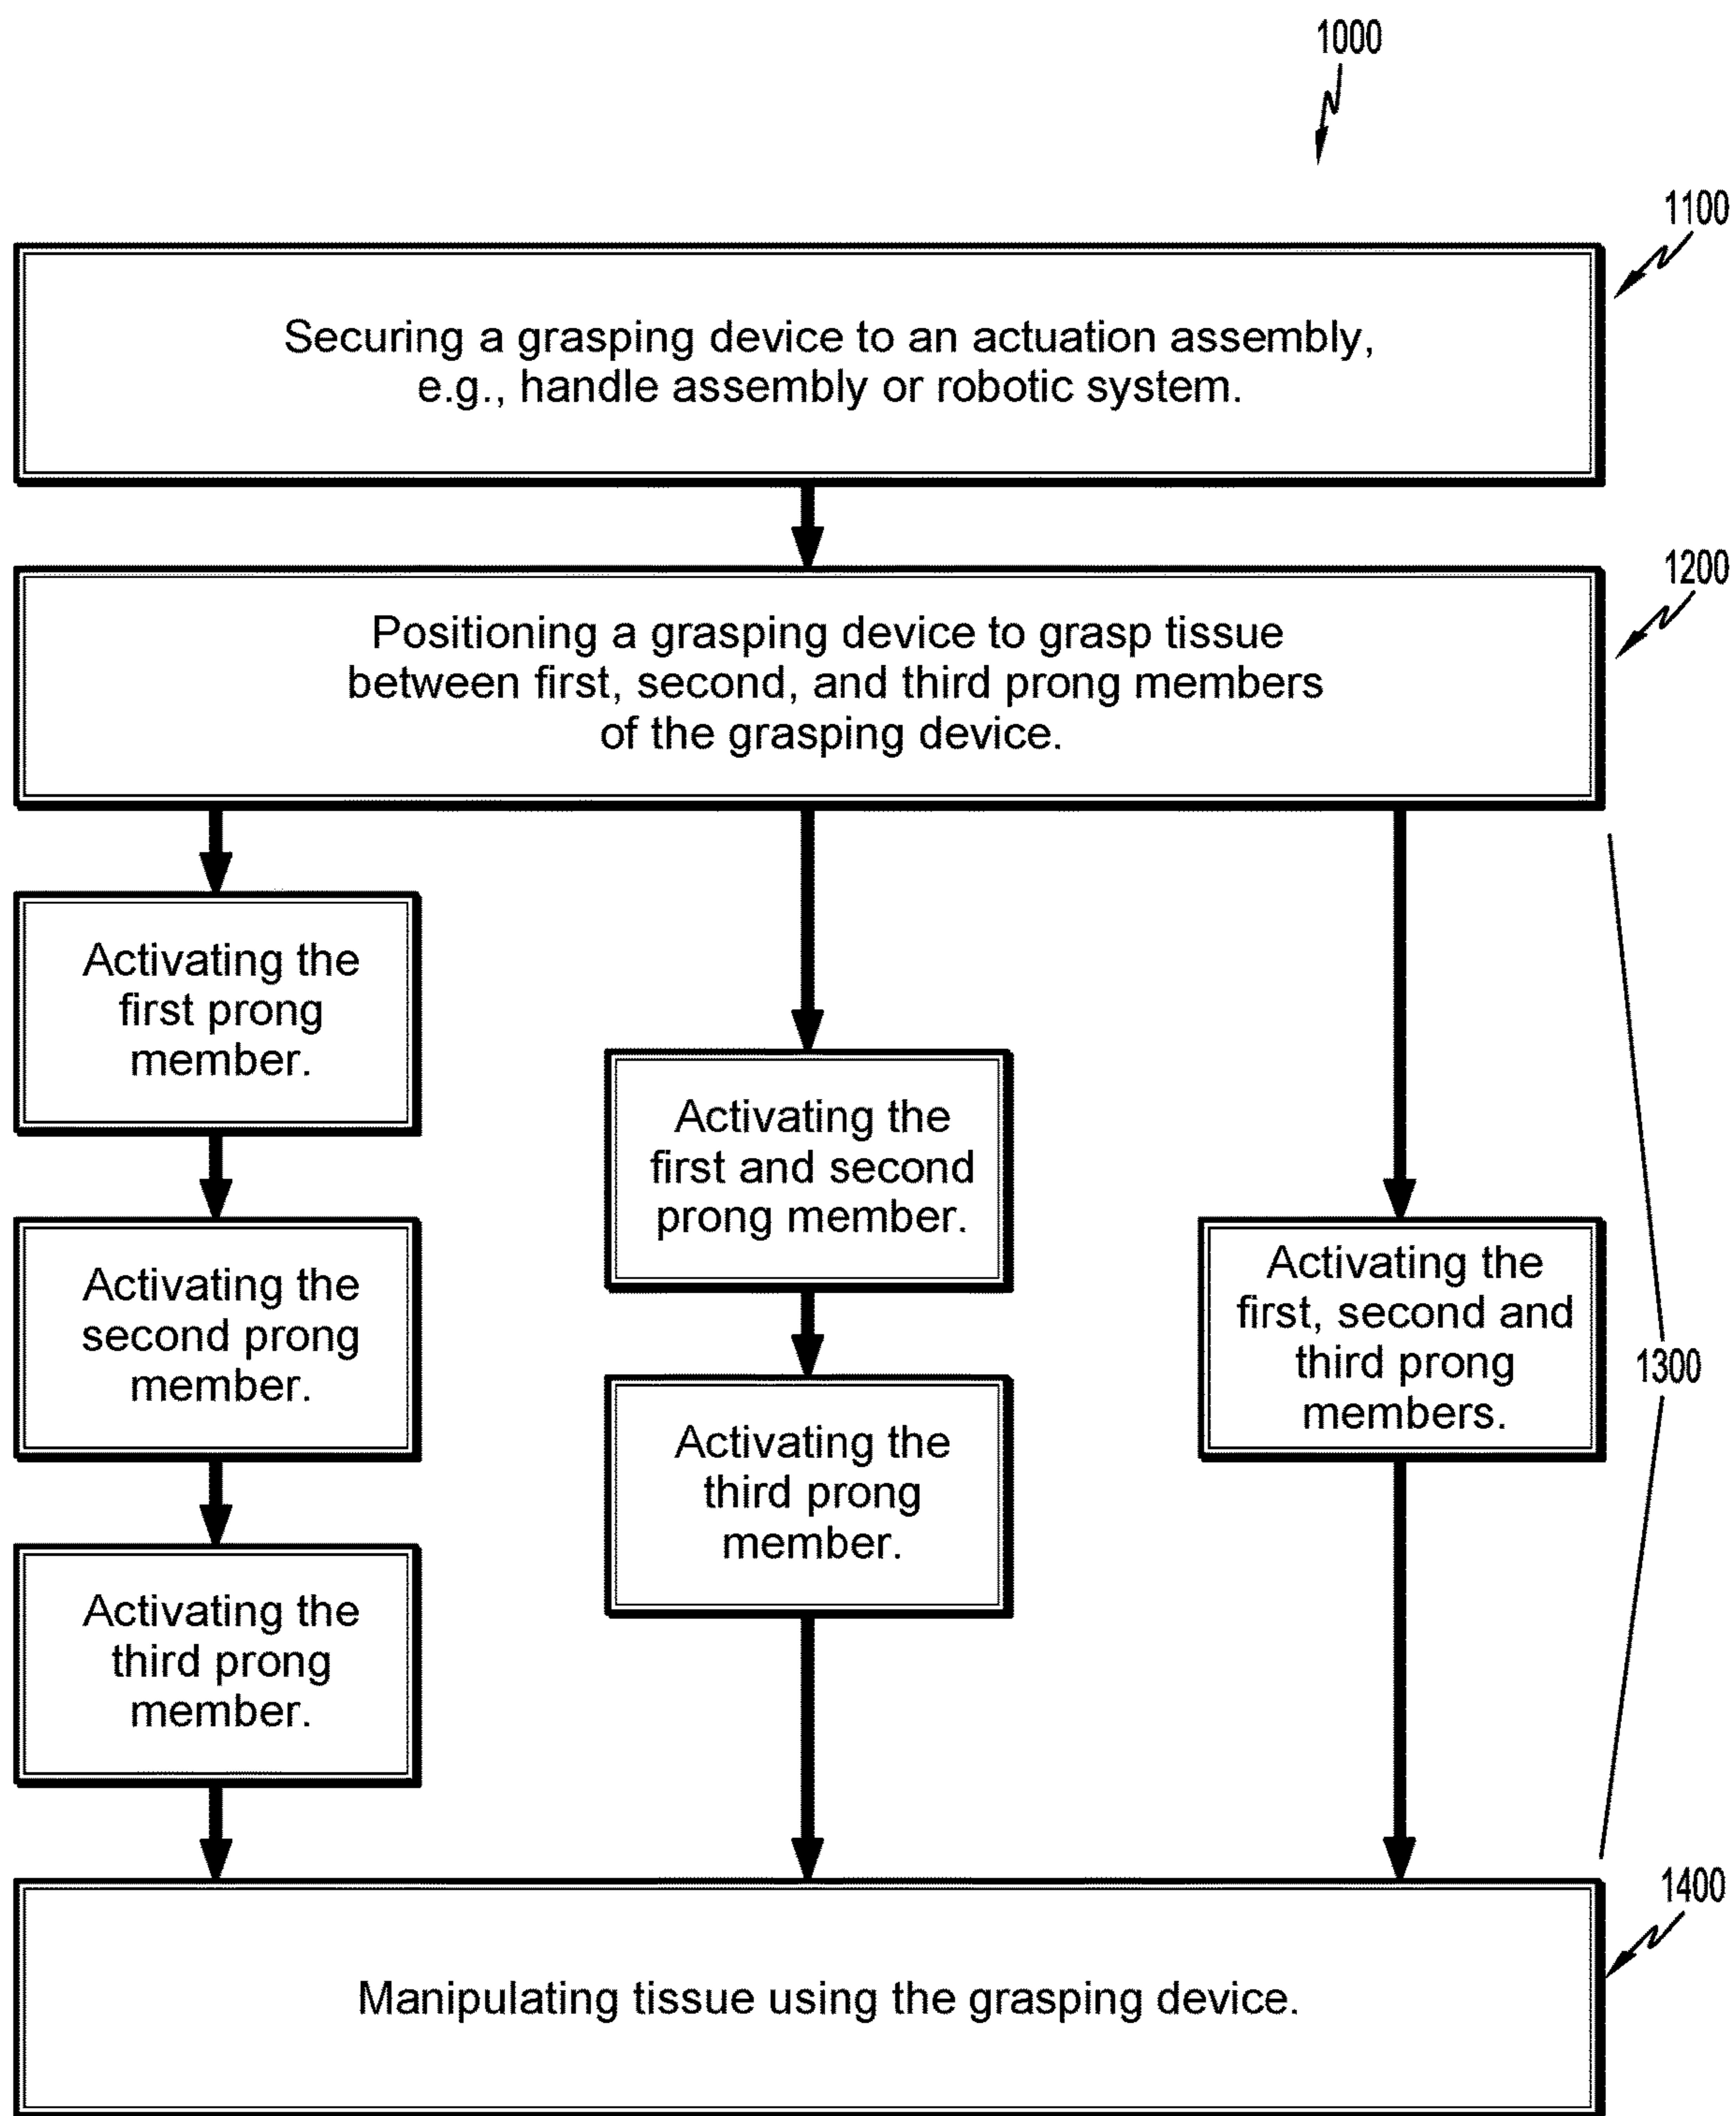 1000
1100
Securing a grasping device to an actuation assembly,
e.g., handle assembly or robotic system.
1200
Positioning a grasping device to grasp tissue
between first, second, and third prong members
of the grasping device.
Activating the
first prong
member.
Activating the
second prong
member.
Activating the
third prong
member.
Activating the
first and second
prong member.
Activating the
third prong
member.
Activating the
first, second and
third prong
members.
1300
1400
Manipulating tissue using the grasping device.